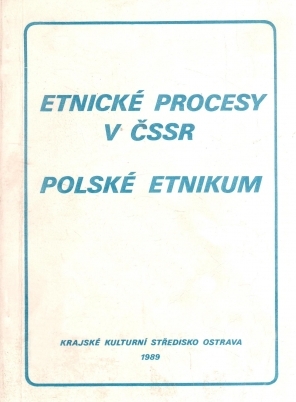 ETNICKÉ PROCESY
V ČSSR
POLSKÉ ETNIKUM
KRAJSKÉ KULTURNÍ STŘEDISKO OSTRAVA
1989